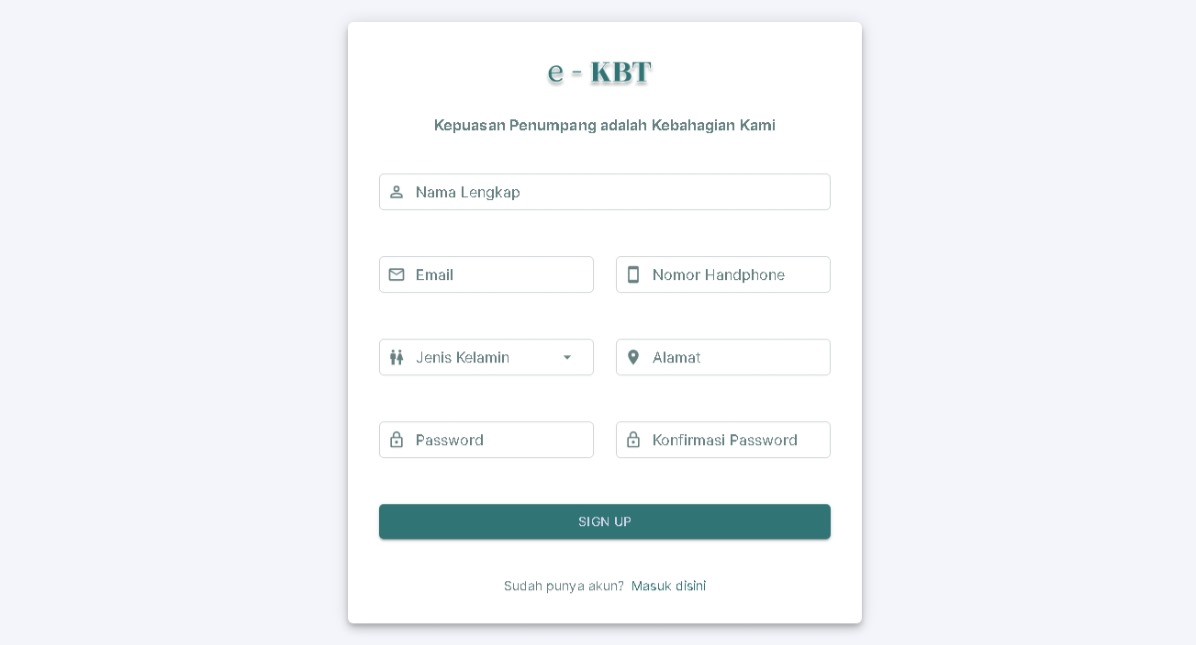 e - KBT
Kepuasan Penumpang adalah Kebahagian Kami
Nama Lengkap
Email
Nomor Handphone
Jenis Kelamin
Alamat
Password
Konfirmasi Password
SIGN UP
Sudah punya akun? Masuk disini